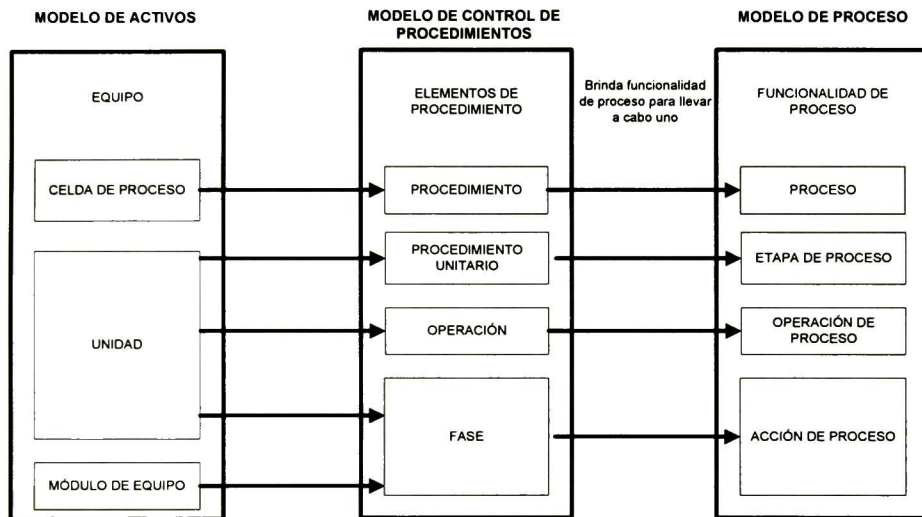 MODELO DE ACTIVOS
MODELO DE CONTROL DE
PROCEDIMIENTOS
MODELO DE PROCESO
EQUIPO
ELEMENTOS DE
PROCEDIMIENTO
Brinda funcionalidad
de proceso para llevar
a cabo uno
FUNCIONALIDAD DE
PROCESO
CELDA DE PROCESO
PROCEDIMIENTO
PROCESO
UNIDAD
PROCEDIMIENTO
UNITARIO
ETAPA DE PROCESO
OPERACIÓN
OPERACIÓN DE
PROCESO
FASE
ACCIÓN DE PROCESO
MÓDULO DE EQUIPO